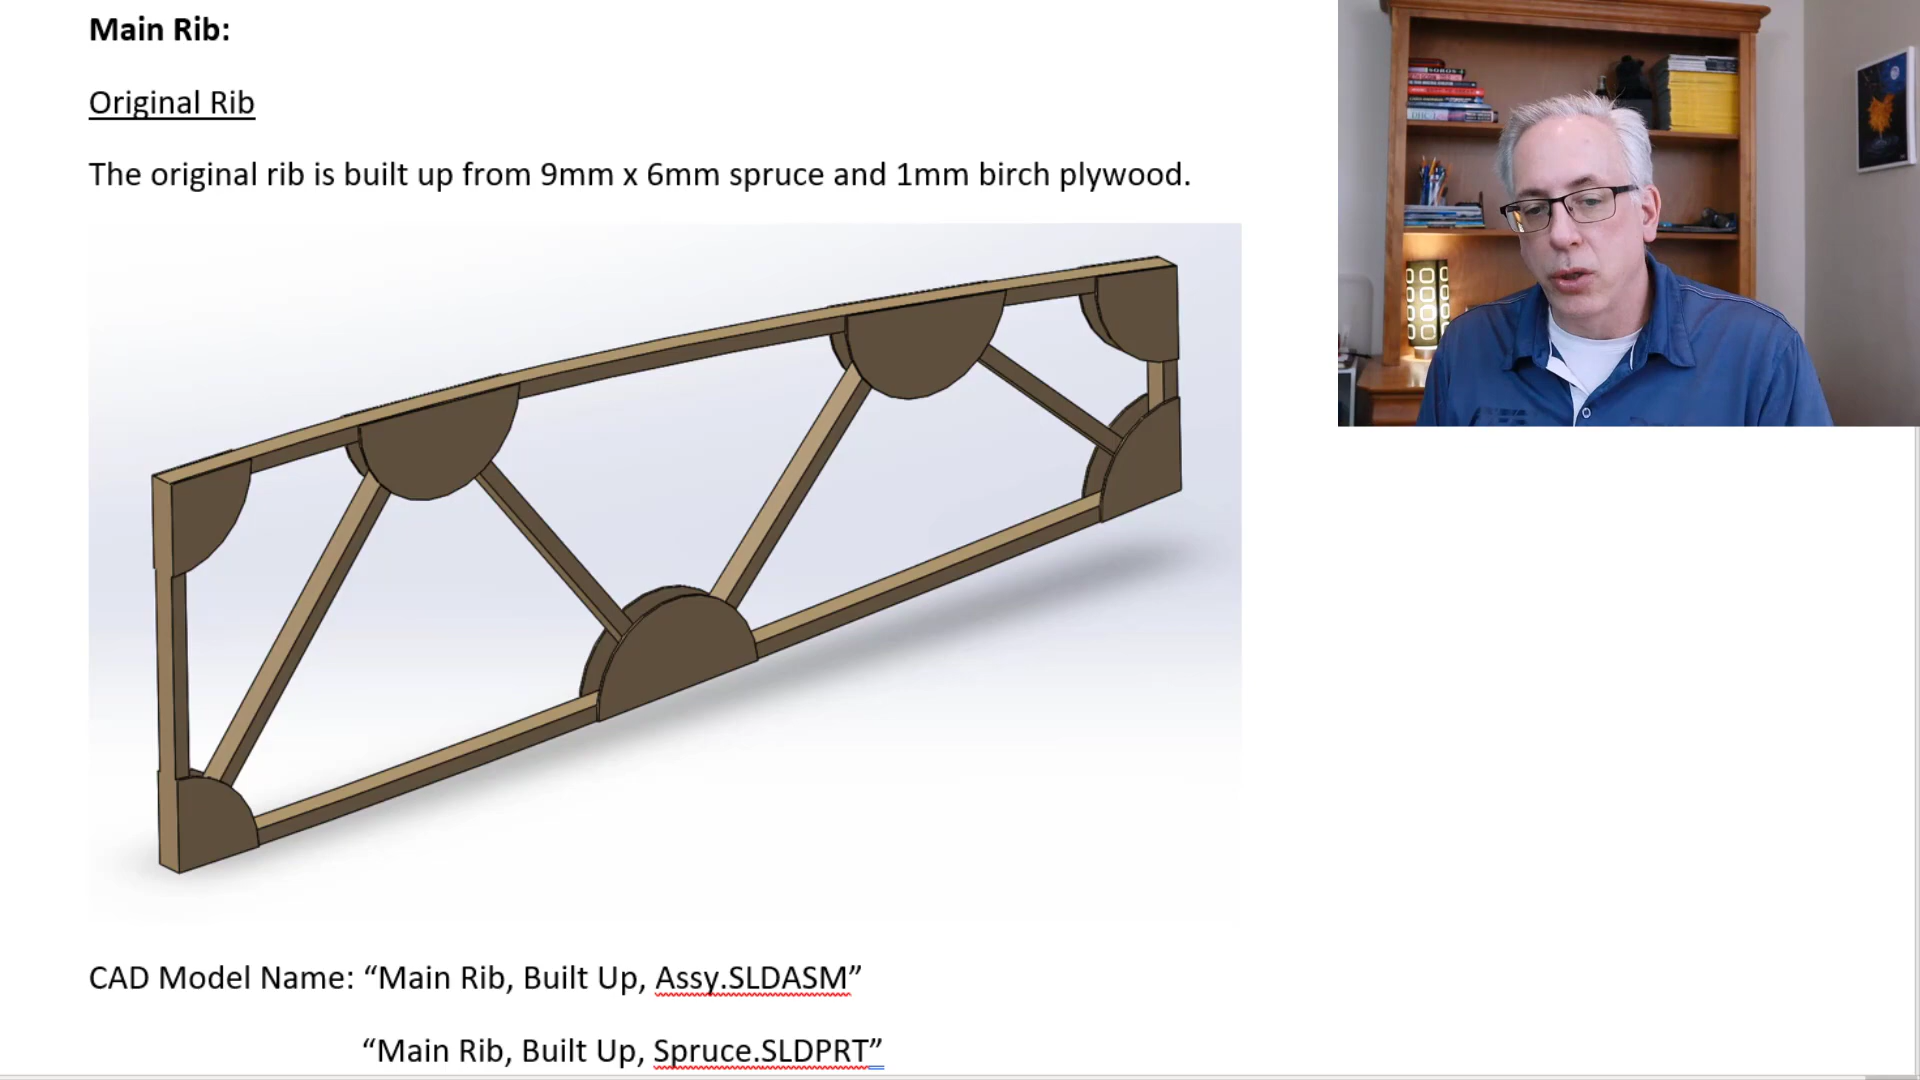 Main Rib:
Original Rib
The original rib is built up from 9mm x 6mm spruce and 1mm birch plywood.
CAD Model Name: “Main Rib, Built Up, Assy.SLDASM”
“Main Rib, Built Up, Spruce.SLDPRT”